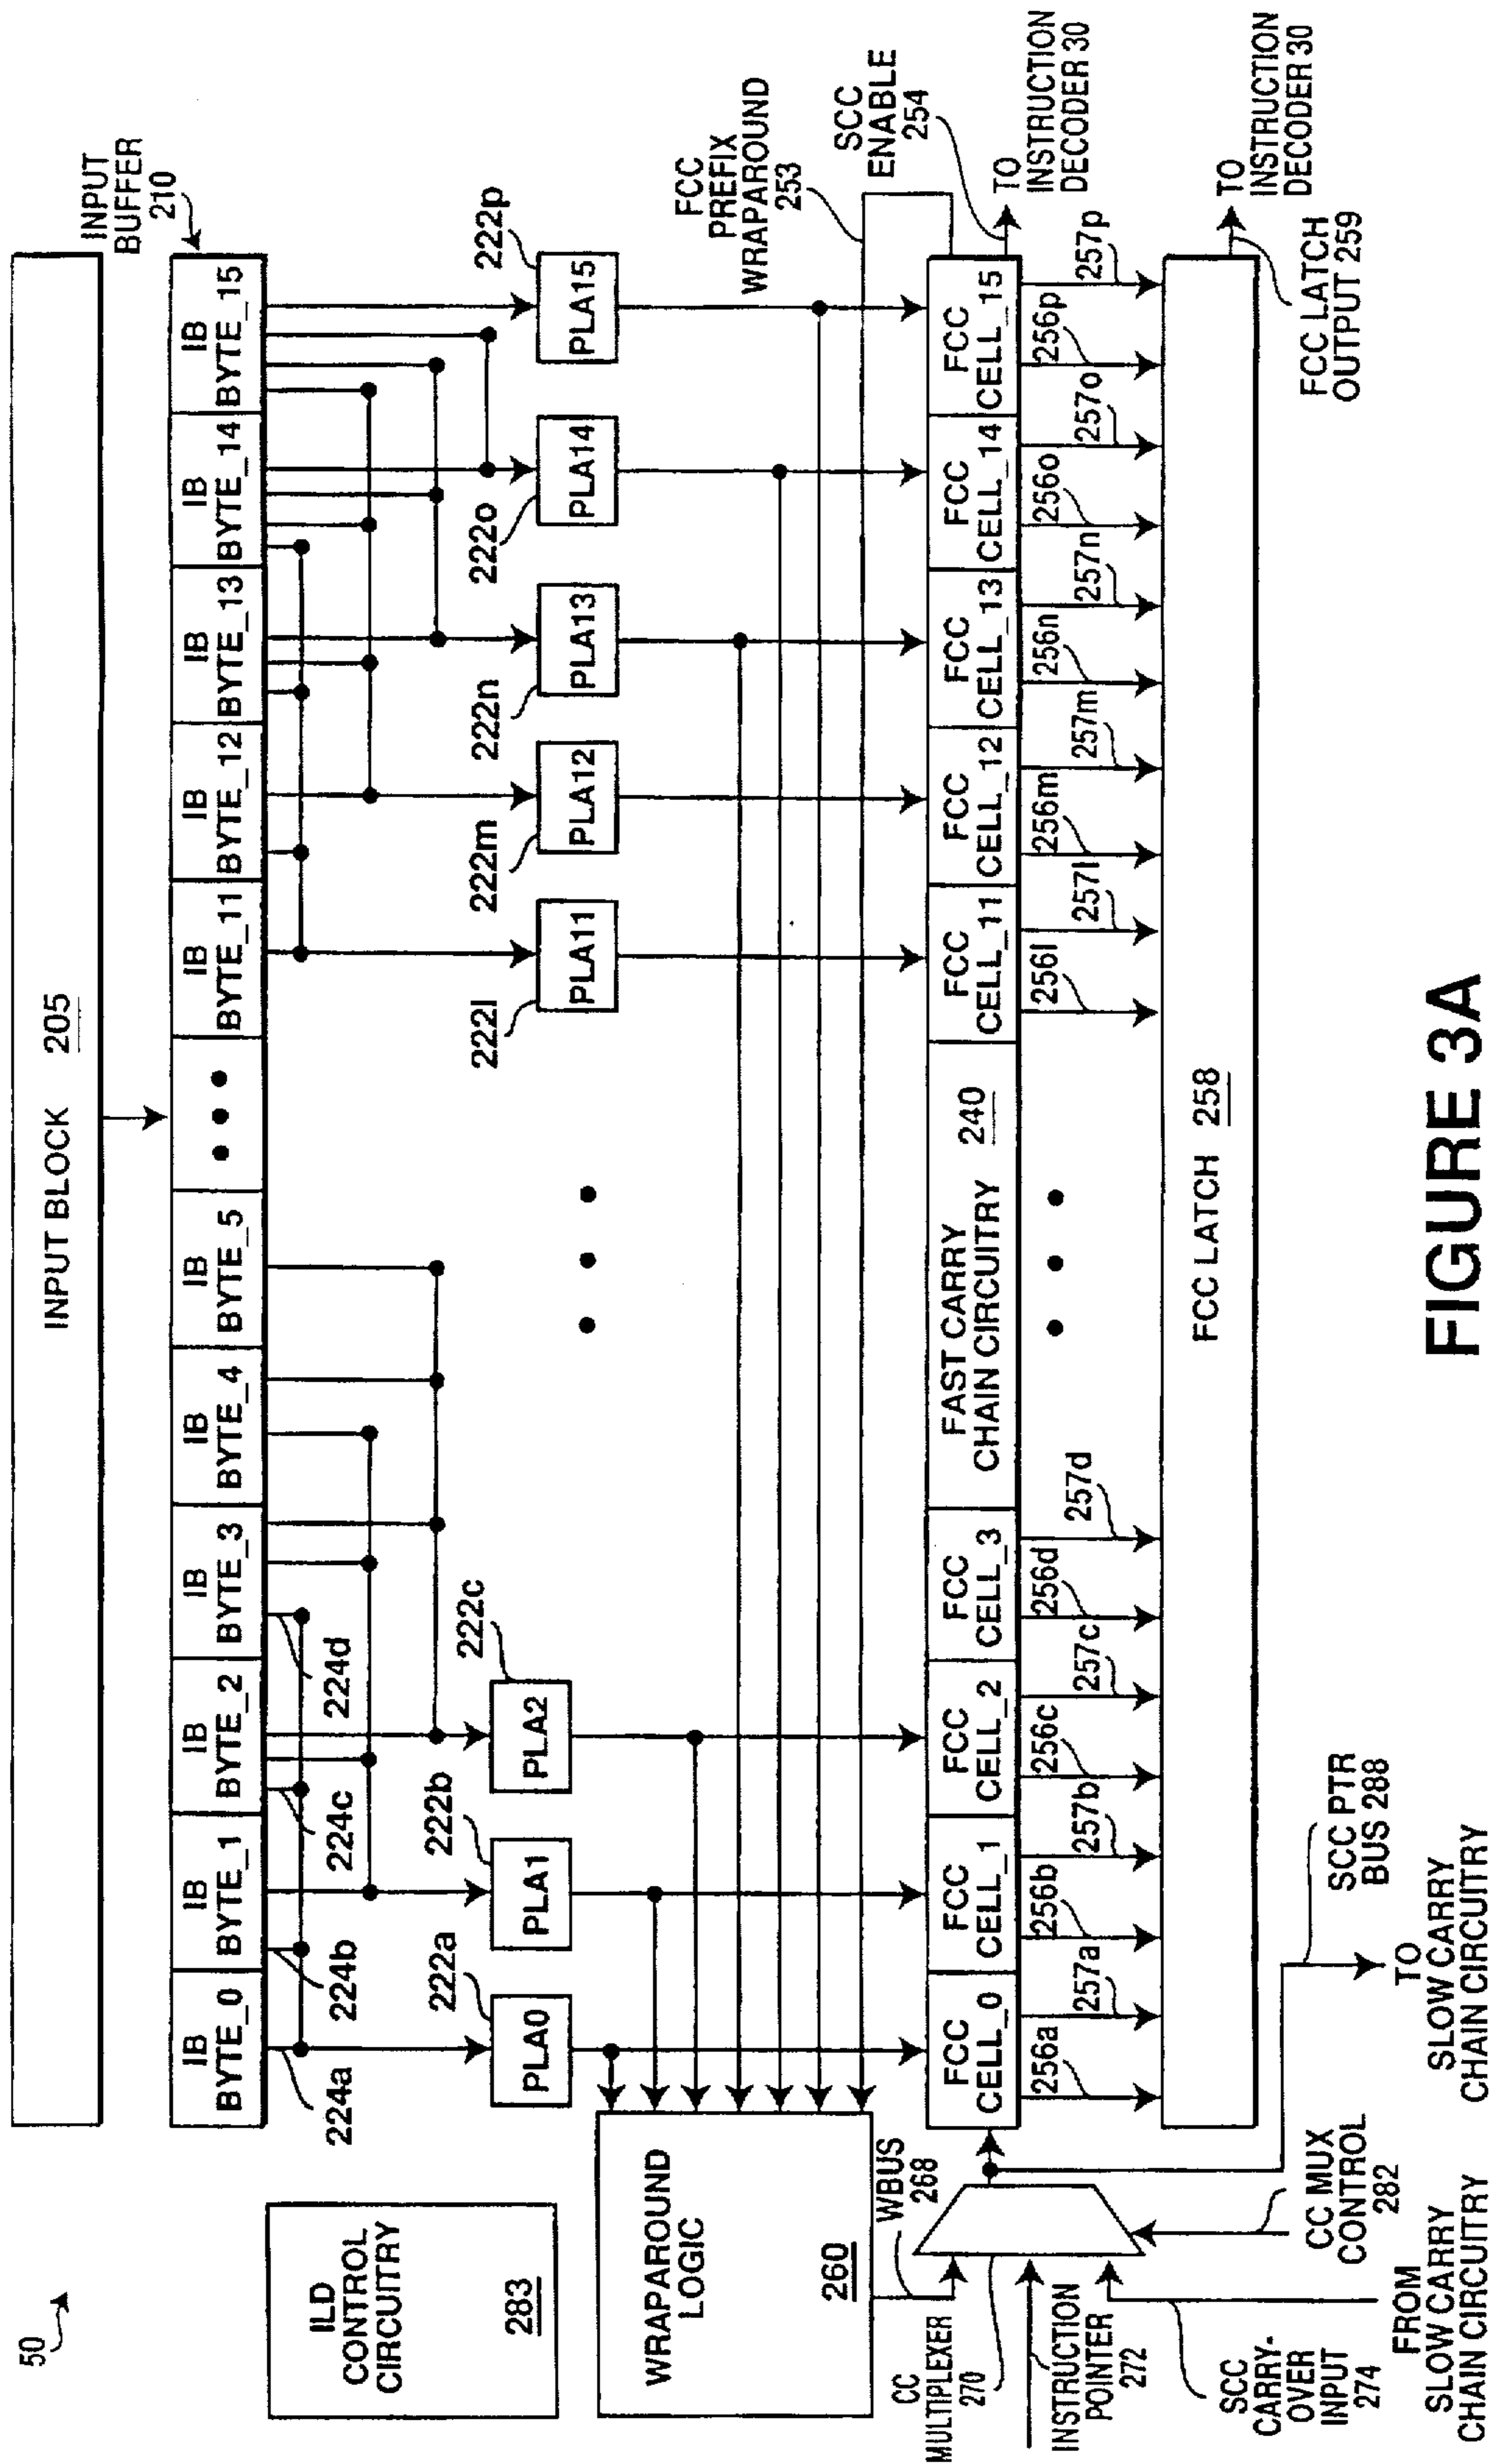 50
INPUT BLOCK 205
INPUT
BUFFER
210
IB
BYTE_0
IB
BYTE_1
IB
BYTE_2
IB
BYTE_3
IB
BYTE_4
IB
BYTE_5
IB
BYTE_11
IB
BYTE_12
IB
BYTE_13
IB
BYTE_14
IB
BYTE_15
224a
224b
224c
224d
ILD
CONTROL
CIRCUITRY
283
222a
222b
222c
222l
222m
222n
222o
222p
PLA0
PLA1
PLA2
PLA11
PLA12
PLA13
PLA14
PLA15
WRAPAROUND
LOGIC
260
FCC
PREFIX
WRAPAROUND
253
SCC
ENABLE
254
WBUS
268
CC
MULTIPLEXER
270
INSTRUCTION
POINTER
272
SCC
CARRY-
OVER
INPUT
274
FROM
SLOW CARRY
CHAIN CIRCUITRY
CC MUX
CONTROL
282
FCC
CELL_0
FCC
CELL_1
FCC
CELL_2
FCC
CELL_3
FAST CARRY
CHAIN CIRCUITRY 240
FCC
CELL_11
FCC
CELL_12
FCC
CELL_13
FCC
CELL_14
FCC
CELL_15
TO
INSTRUCTION
DECODER 30
256a
257a
256b
257b
256c
257c
256d
257d
256l
257l
256m
257m
256n
257n
256o
257o
256p
257p
FCC LATCH 258
TO
INSTRUCTION
DECODER 30
FCC LATCH
OUTPUT 259
SCC PTR
BUS 288
TO
SLOW CARRY
CHAIN CIRCUITRY
FIGURE 3A